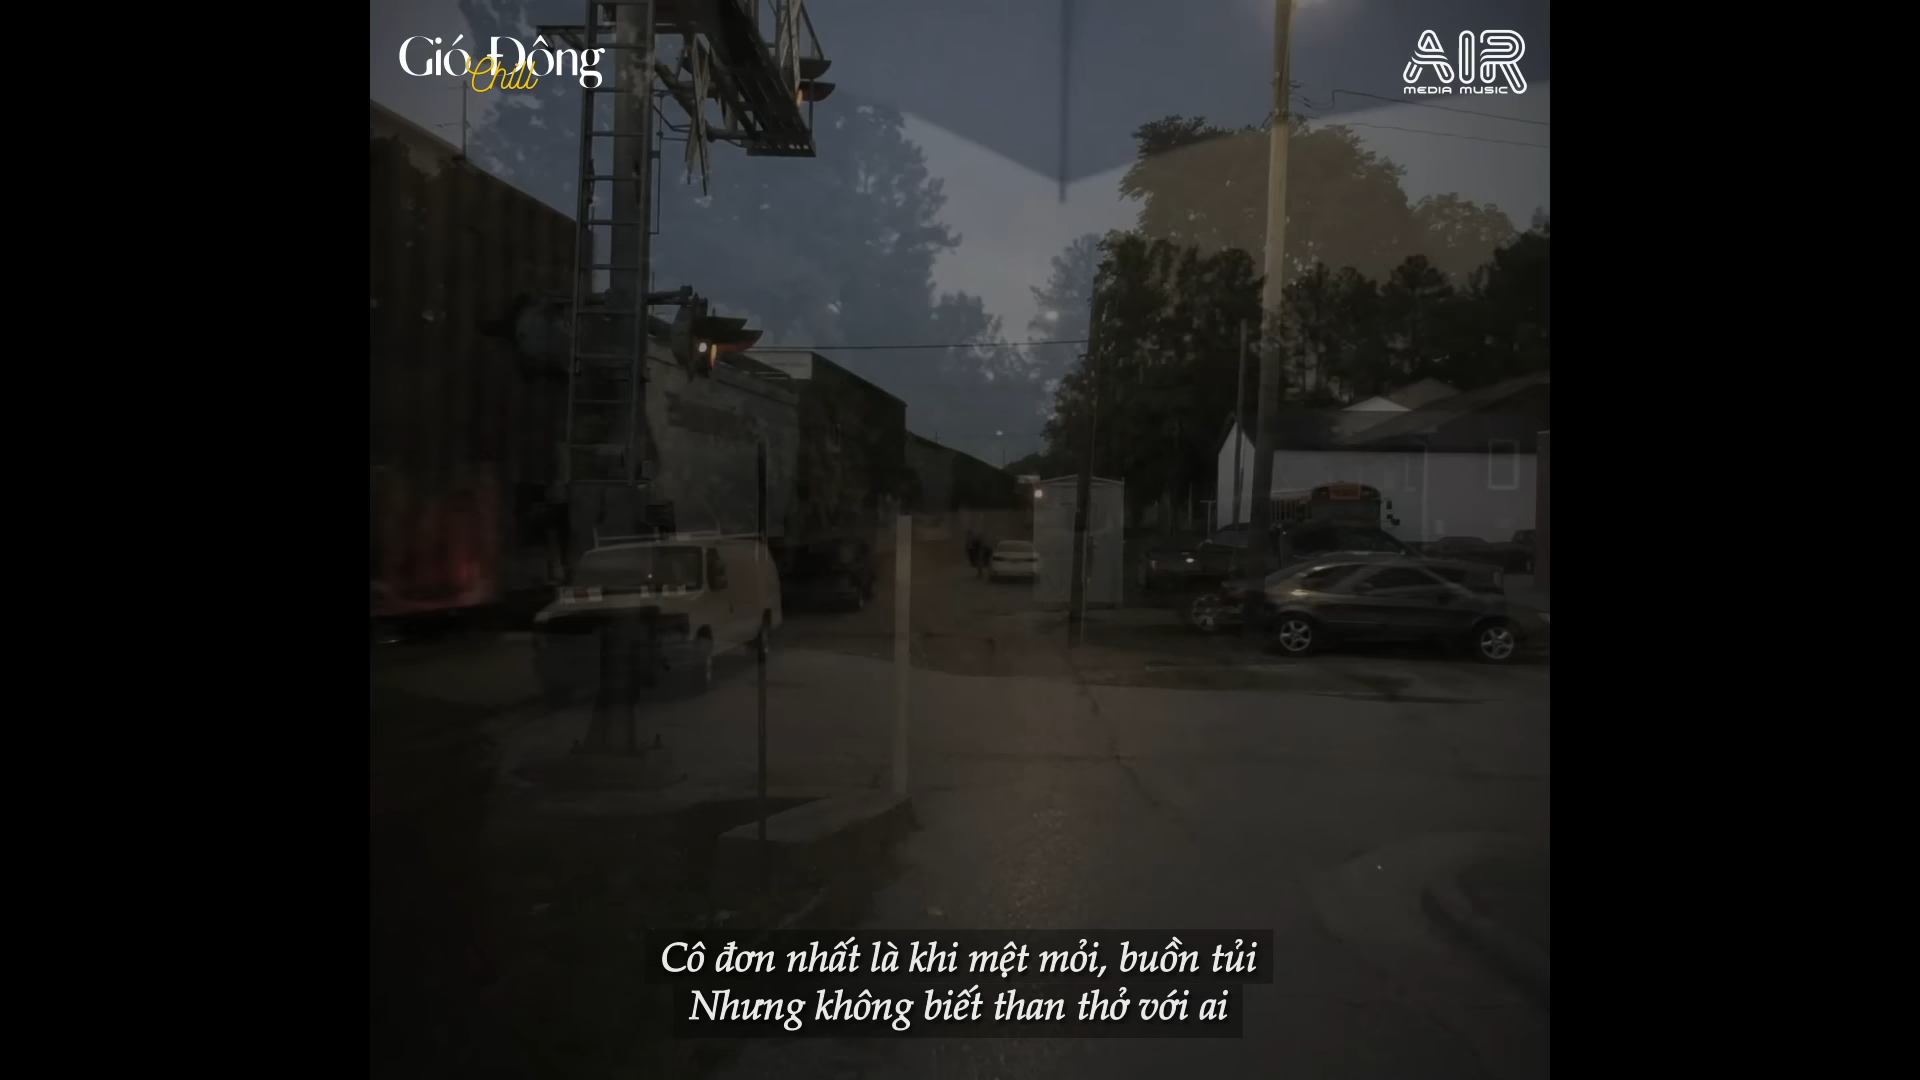 Gió Đông
Chill
AIR
MEDIA MUSIC
Cô đơn nhất là khi mệt mỏi, buồn tủi
Nhưng không biết than thở với ai